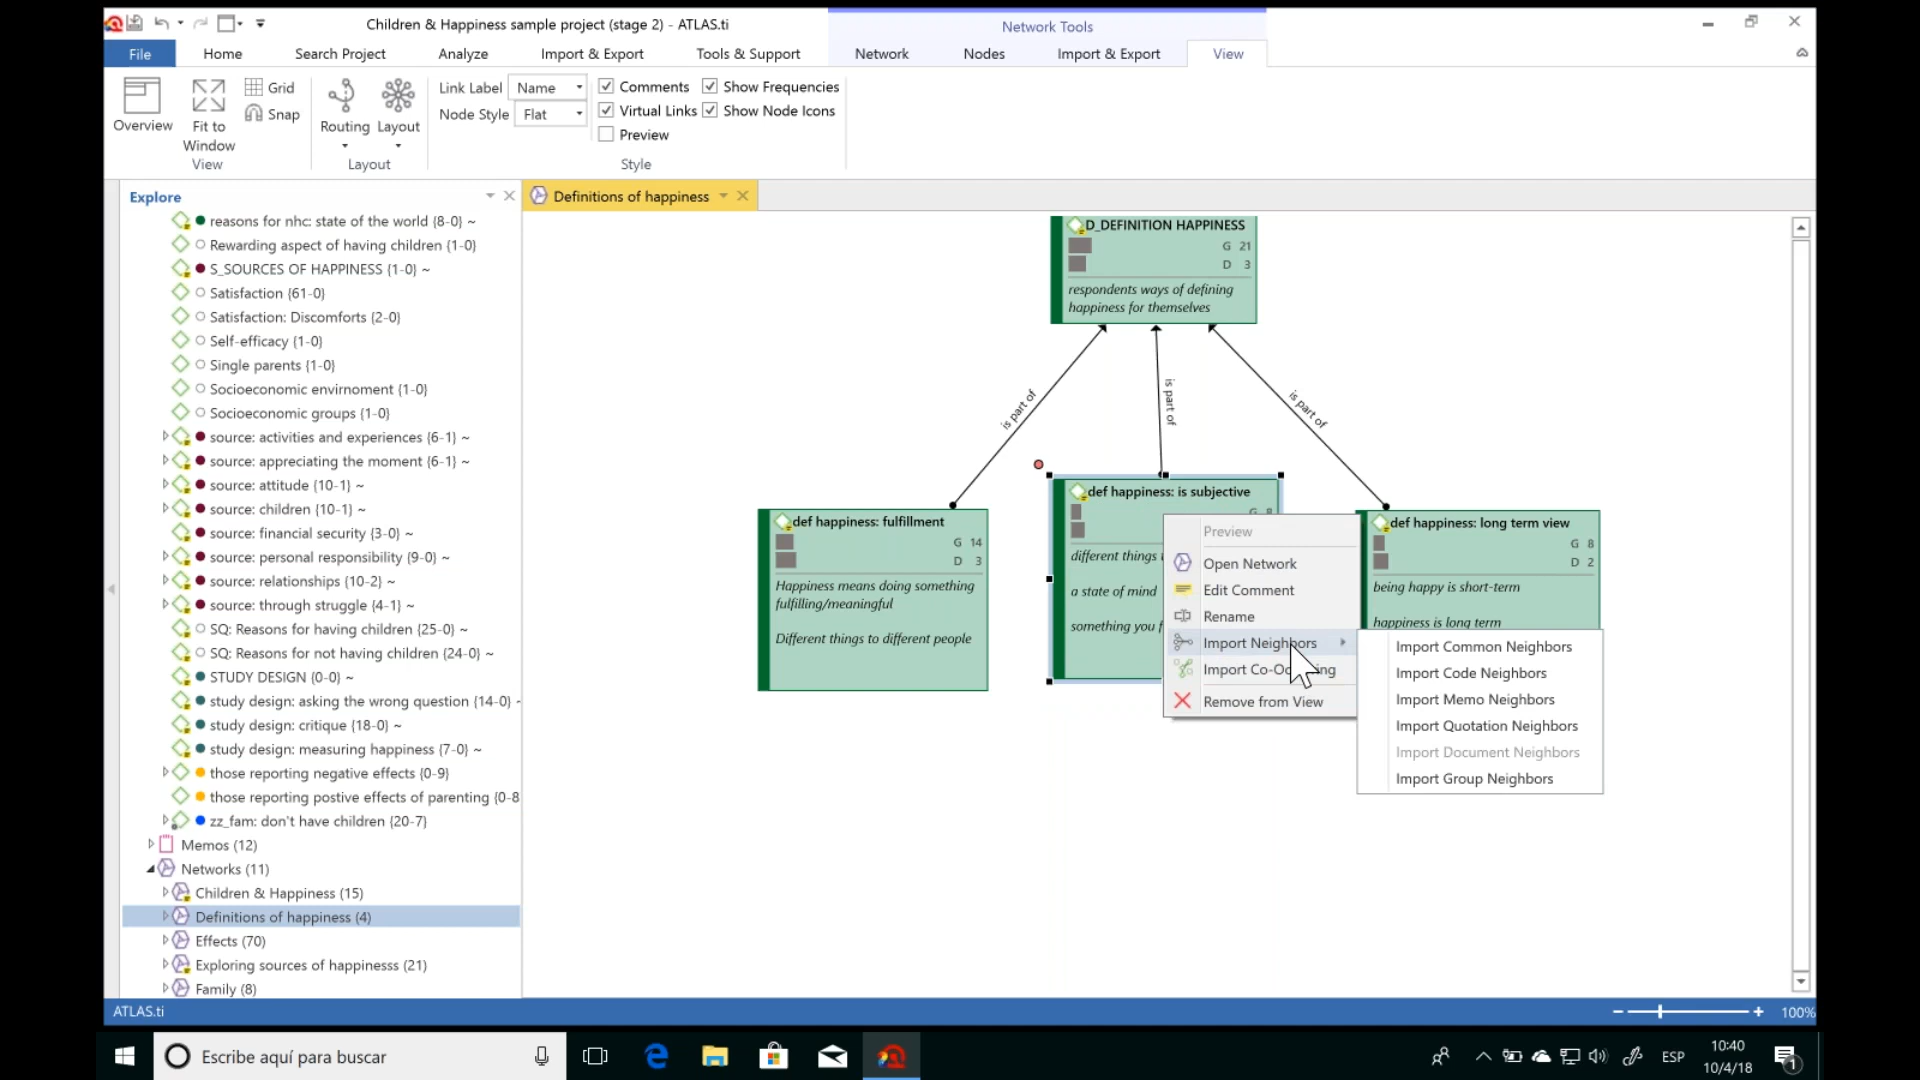 Children & Happiness sample project (stage 2) - ATLAS.ti
Network Tools
File
Home
Search Project
Analyze
Import & Export
Tools & Support
Network
Nodes
Import & Export
View
Overview
Fit to
Window
Grid
Snap
View
Routing
Layout
Layout
Link Label
Name
Node Style
Flat
Comments
Show Frequencies
Virtual Links
Show Node Icons
Preview
Style
Explore
reasons for nhc: state of the world {8-0} ~
Rewarding aspect of having children {1-0}
S_SOURCES OF HAPPINESS {1-0} ~
Satisfaction {61-0}
Satisfaction: Discomforts {2-0}
Self-efficacy {1-0}
Single parents {1-0}
Socioeconomic envirnoment {1-0}
Socioeconomic groups {1-0}
source: activities and experiences {6-1} ~
source: appreciating the moment {6-1} ~
source: attitude {10-1} ~
source: children {10-1} ~
source: financial security {3-0} ~
source: personal responsibility {9-0} ~
source: relationships {10-2} ~
source: through struggle {4-1} ~
SQ: Reasons for having children {25-0} ~
SQ: Reasons for not having children {24-0} ~
STUDY DESIGN {0-0} ~
study design: asking the wrong question {14-0} ~
study design: critique {18-0} ~
study design: measuring happiness {7-0} ~
those reporting negative effects {0-9}
those reporting postive effects of parenting {0-8
zz_fam: don't have children {20-7}
Memos (12)
Networks (11)
Children & Happiness (15)
Definitions of happiness (4)
Effects (70)
Exploring sources of happinesss (21)
Family (8)
Definitions of happiness
D_DEFINITION HAPPINESS
G 21
D 3
respondents ways of defining
happiness for themselves
is part of
is part of
is part of
def happiness: fulfillment
G 14
D 3
Happiness means doing something
fulfilling/meaningful
Different things to different people
def happiness: is subjective
G 8
different things
a state of mind
something you f
def happiness: long term view
G 8
D 2
being happy is short-term
happiness is long term
Preview
Open Network
Edit Comment
Rename
Import Neighbors
Import Co-Oc
ing
Remove from View
Import Common Neighbors
Import Code Neighbors
Import Memo Neighbors
Import Quotation Neighbors
Import Document Neighbors
Import Group Neighbors
ATLAS.ti
100%
Escribe aquí para buscar
ESP
10:40
10/4/18
1